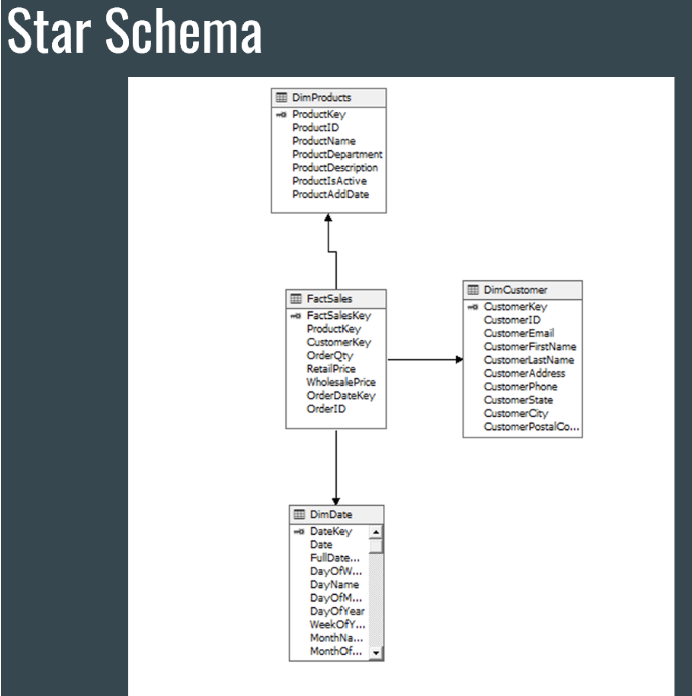 Star Schema
DimProducts
ProductKey
ProductID
ProductName
ProductDepartment
ProductDescription
ProductIsActive
ProductAddDate
FactSales
FactSalesKey
ProductKey
CustomerKey
OrderQty
RetailPrice
WholesalePrice
OrderDateKey
OrderID
DimCustomer
CustomerKey
CustomerID
CustomerEmail
CustomerFirstName
CustomerLastName
CustomerAddress
CustomerPhone
CustomerState
CustomerCity
CustomerPostalCo...
DimDate
DateKey
Date
FullDate...
DayOfW...
DayName
DayOfM...
DayOfYear
WeekOfY...
MonthNa...
MonthOf...